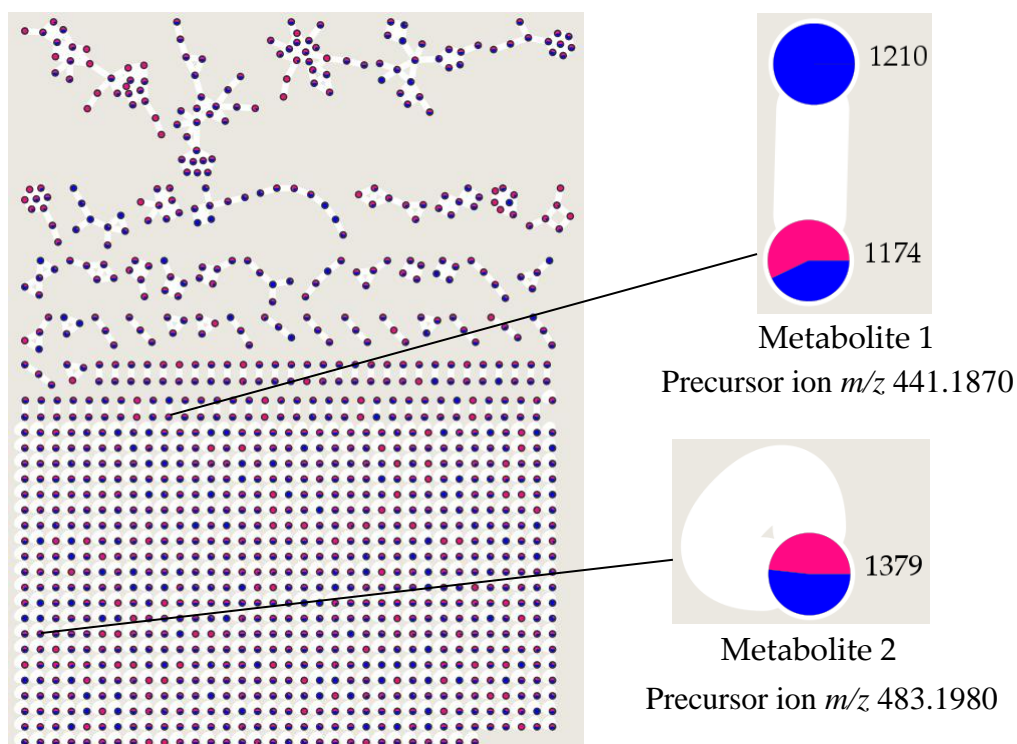 1210
1174
Metabolite 1
Precursor ion m/z 441.1870
1379
Metabolite 2
Precursor ion m/z 483.1980